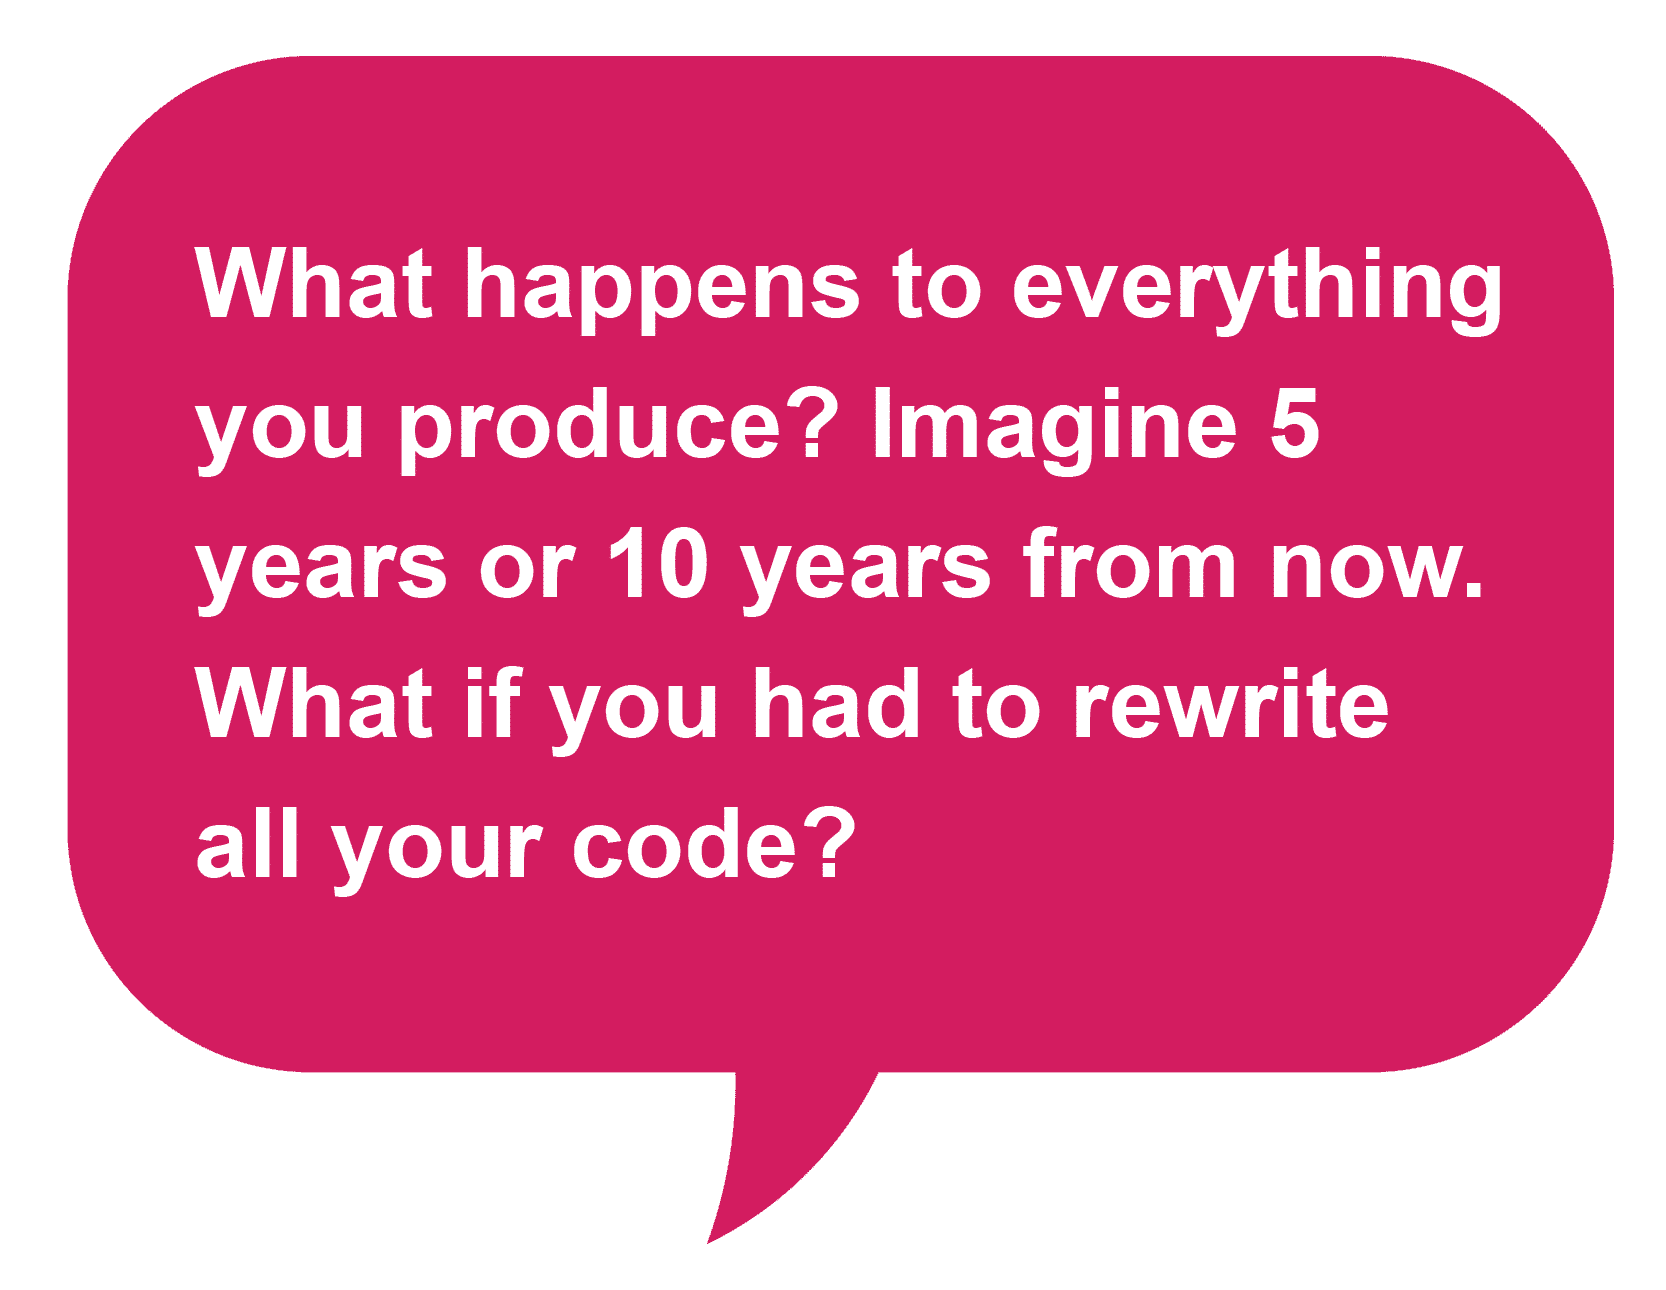 What happens to everything
you produce? Imagine 5
years or 10 years from now.
What if you had to rewrite
all your code?